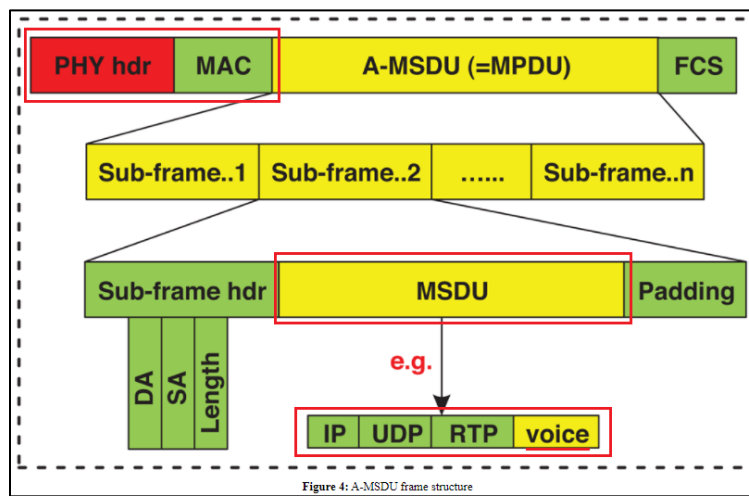 PHY hdr MAC A-MSDU (=MPDU) FCS
Sub-frame..1 Sub-frame..2 ...... Sub-frame..n
Sub-frame hdr MSDU Padding
DA
SA
Length
e.g.
IP UDP RTP voice
Figure 4: A-MSDU frame structure